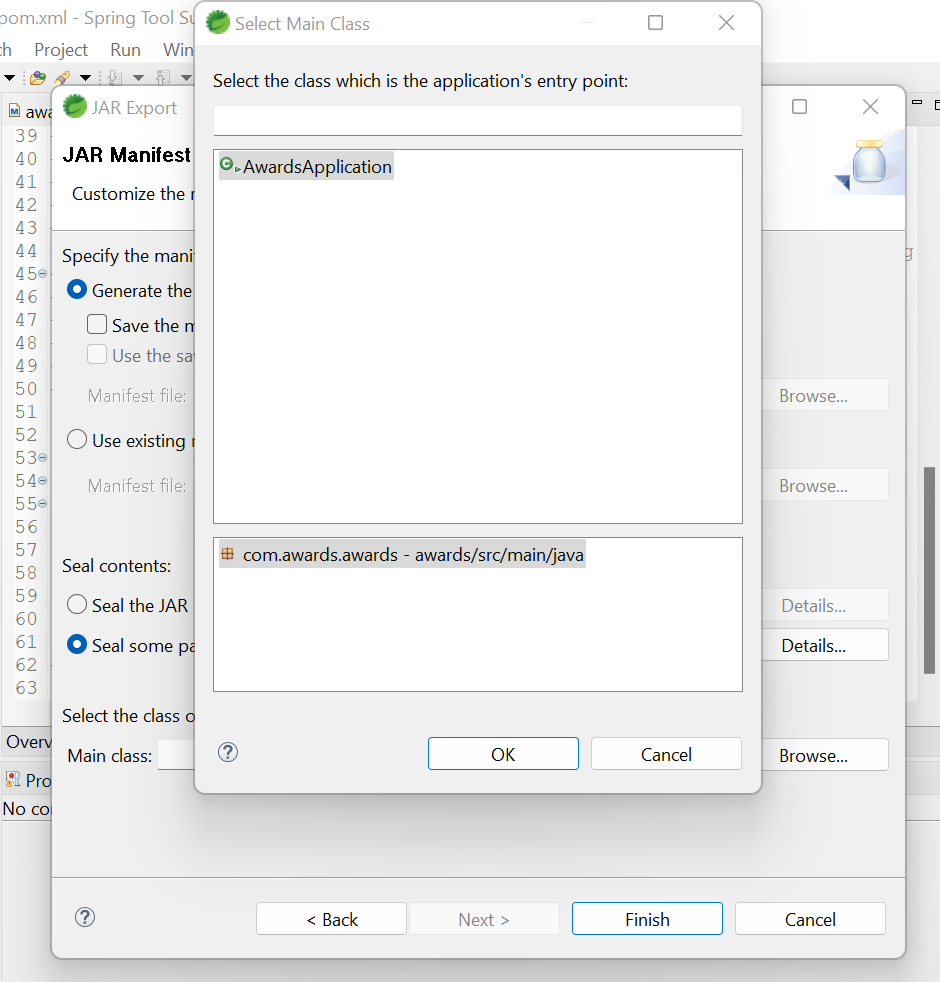 pom.xml - Spring Tool Su
ch Project Run Win
awa
39
40
41
42
43
44
45
46
47
48
49
50
51
52
53
54
55
56
57
58
59
60
61
62
63
g
Overv
Pro
No co
JAR Export
JAR Manifest
Customize the
Specify the mani
Generate the
Save the m
Use the sa
Manifest file:
Browse...
Use existing
Manifest file:
Browse...
Seal contents:
Seal the JAR
Details...
Seal some pa
Details...
Select the class o
Main class:
Browse...
? < Back Next > Finish Cancel
Select Main Class
Select the class which is the application's entry point:
AwardsApplication
com.awards.awards - awards/src/main/java
? OK Cancel